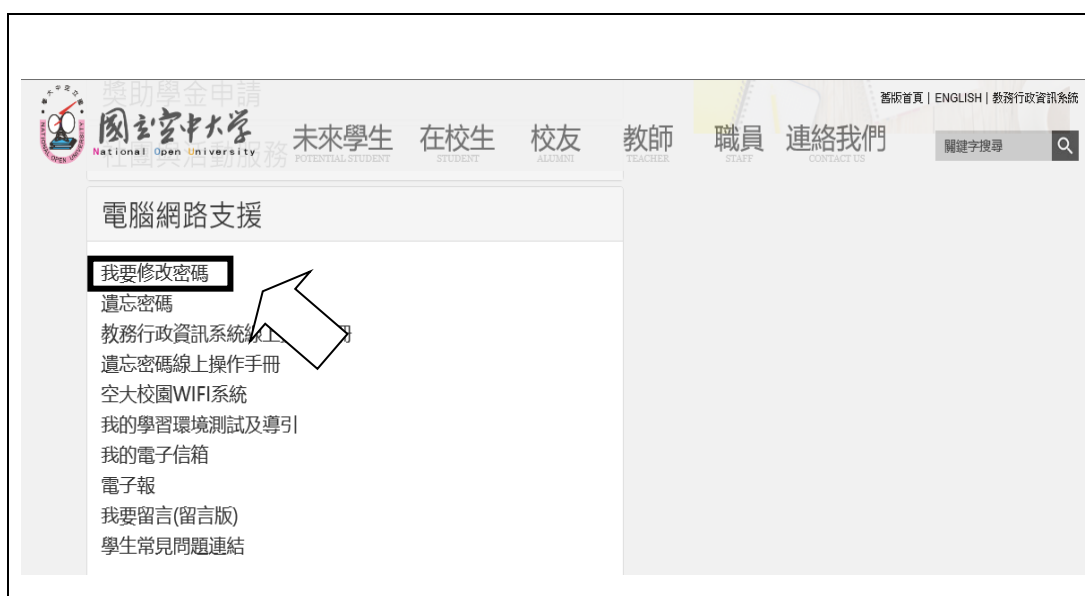 獎助學金申請
舊版首頁 | ENGLISH | 教務行政資訊系統
國立空中大学
National Open University
社團與活動服務
未來學生 在校生 校友 教師 職員 連絡我們
POTENTIAL STUDENT STUDENT ALUMNI TEACHER STAFF CONTACT US
關鍵字搜尋
電腦網路支援
我要修改密碼
遺忘密碼
教務行政資訊系統線上
遺忘密碼線上操作手冊
空大校園WIFI系統
我的學習環境測試及導引
我的電子信箱
電子報
我要留言(留言版)
學生常見問題連結